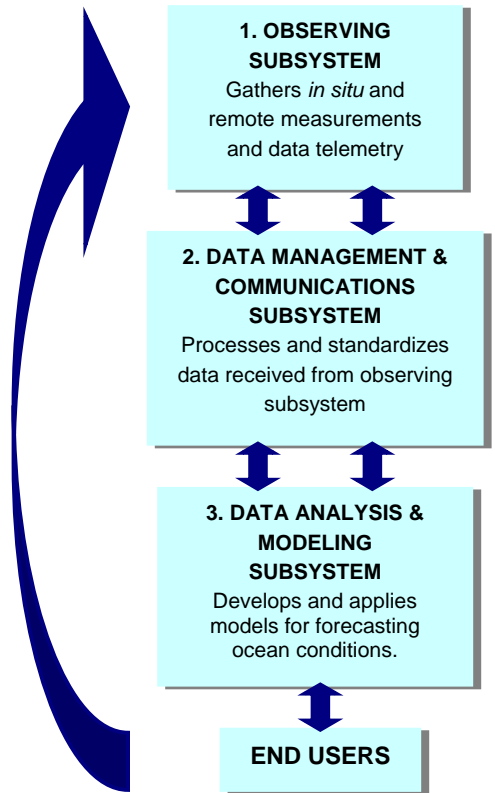 1. OBSERVING
SUBSYSTEM
Gathers in situ and
remote measurements
and data telemetry
2. DATA MANAGEMENT &
COMMUNICATIONS
SUBSYSTEM
Processes and standardizes
data received from observing
subsystem
3. DATA ANALYSIS &
MODELING
SUBSYSTEM
Develops and applies
models for forecasting
ocean conditions.
END USERS